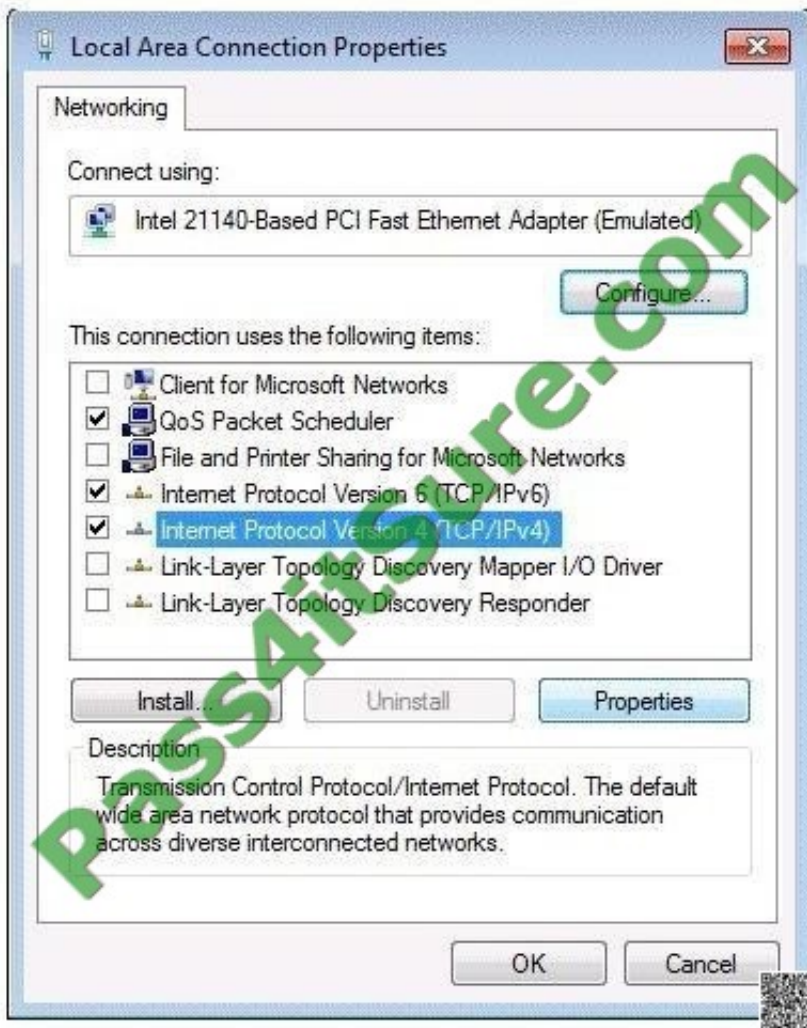 Local Area Connection Properties
Networking
Connect using:
Intel 21140-Based PCI Fast Ethernet Adapter (Emulated)
Configure...
This connection uses the following items:
Client for Microsoft Networks
QoS Packet Scheduler
File and Printer Sharing for Microsoft Networks
Internet Protocol Version 6 (TCP/IPv6)
Internet Protocol Version 4 (TCP/IPv4)
Link-Layer Topology Discovery Mapper I/O Driver
Link-Layer Topology Discovery Responder
Install...
Uninstall
Properties
Description
Transmission Control Protocol/Internet Protocol. The default
wide area network protocol that provides communication
across diverse interconnected networks.
OK
Cancel
Pass4itSure.com